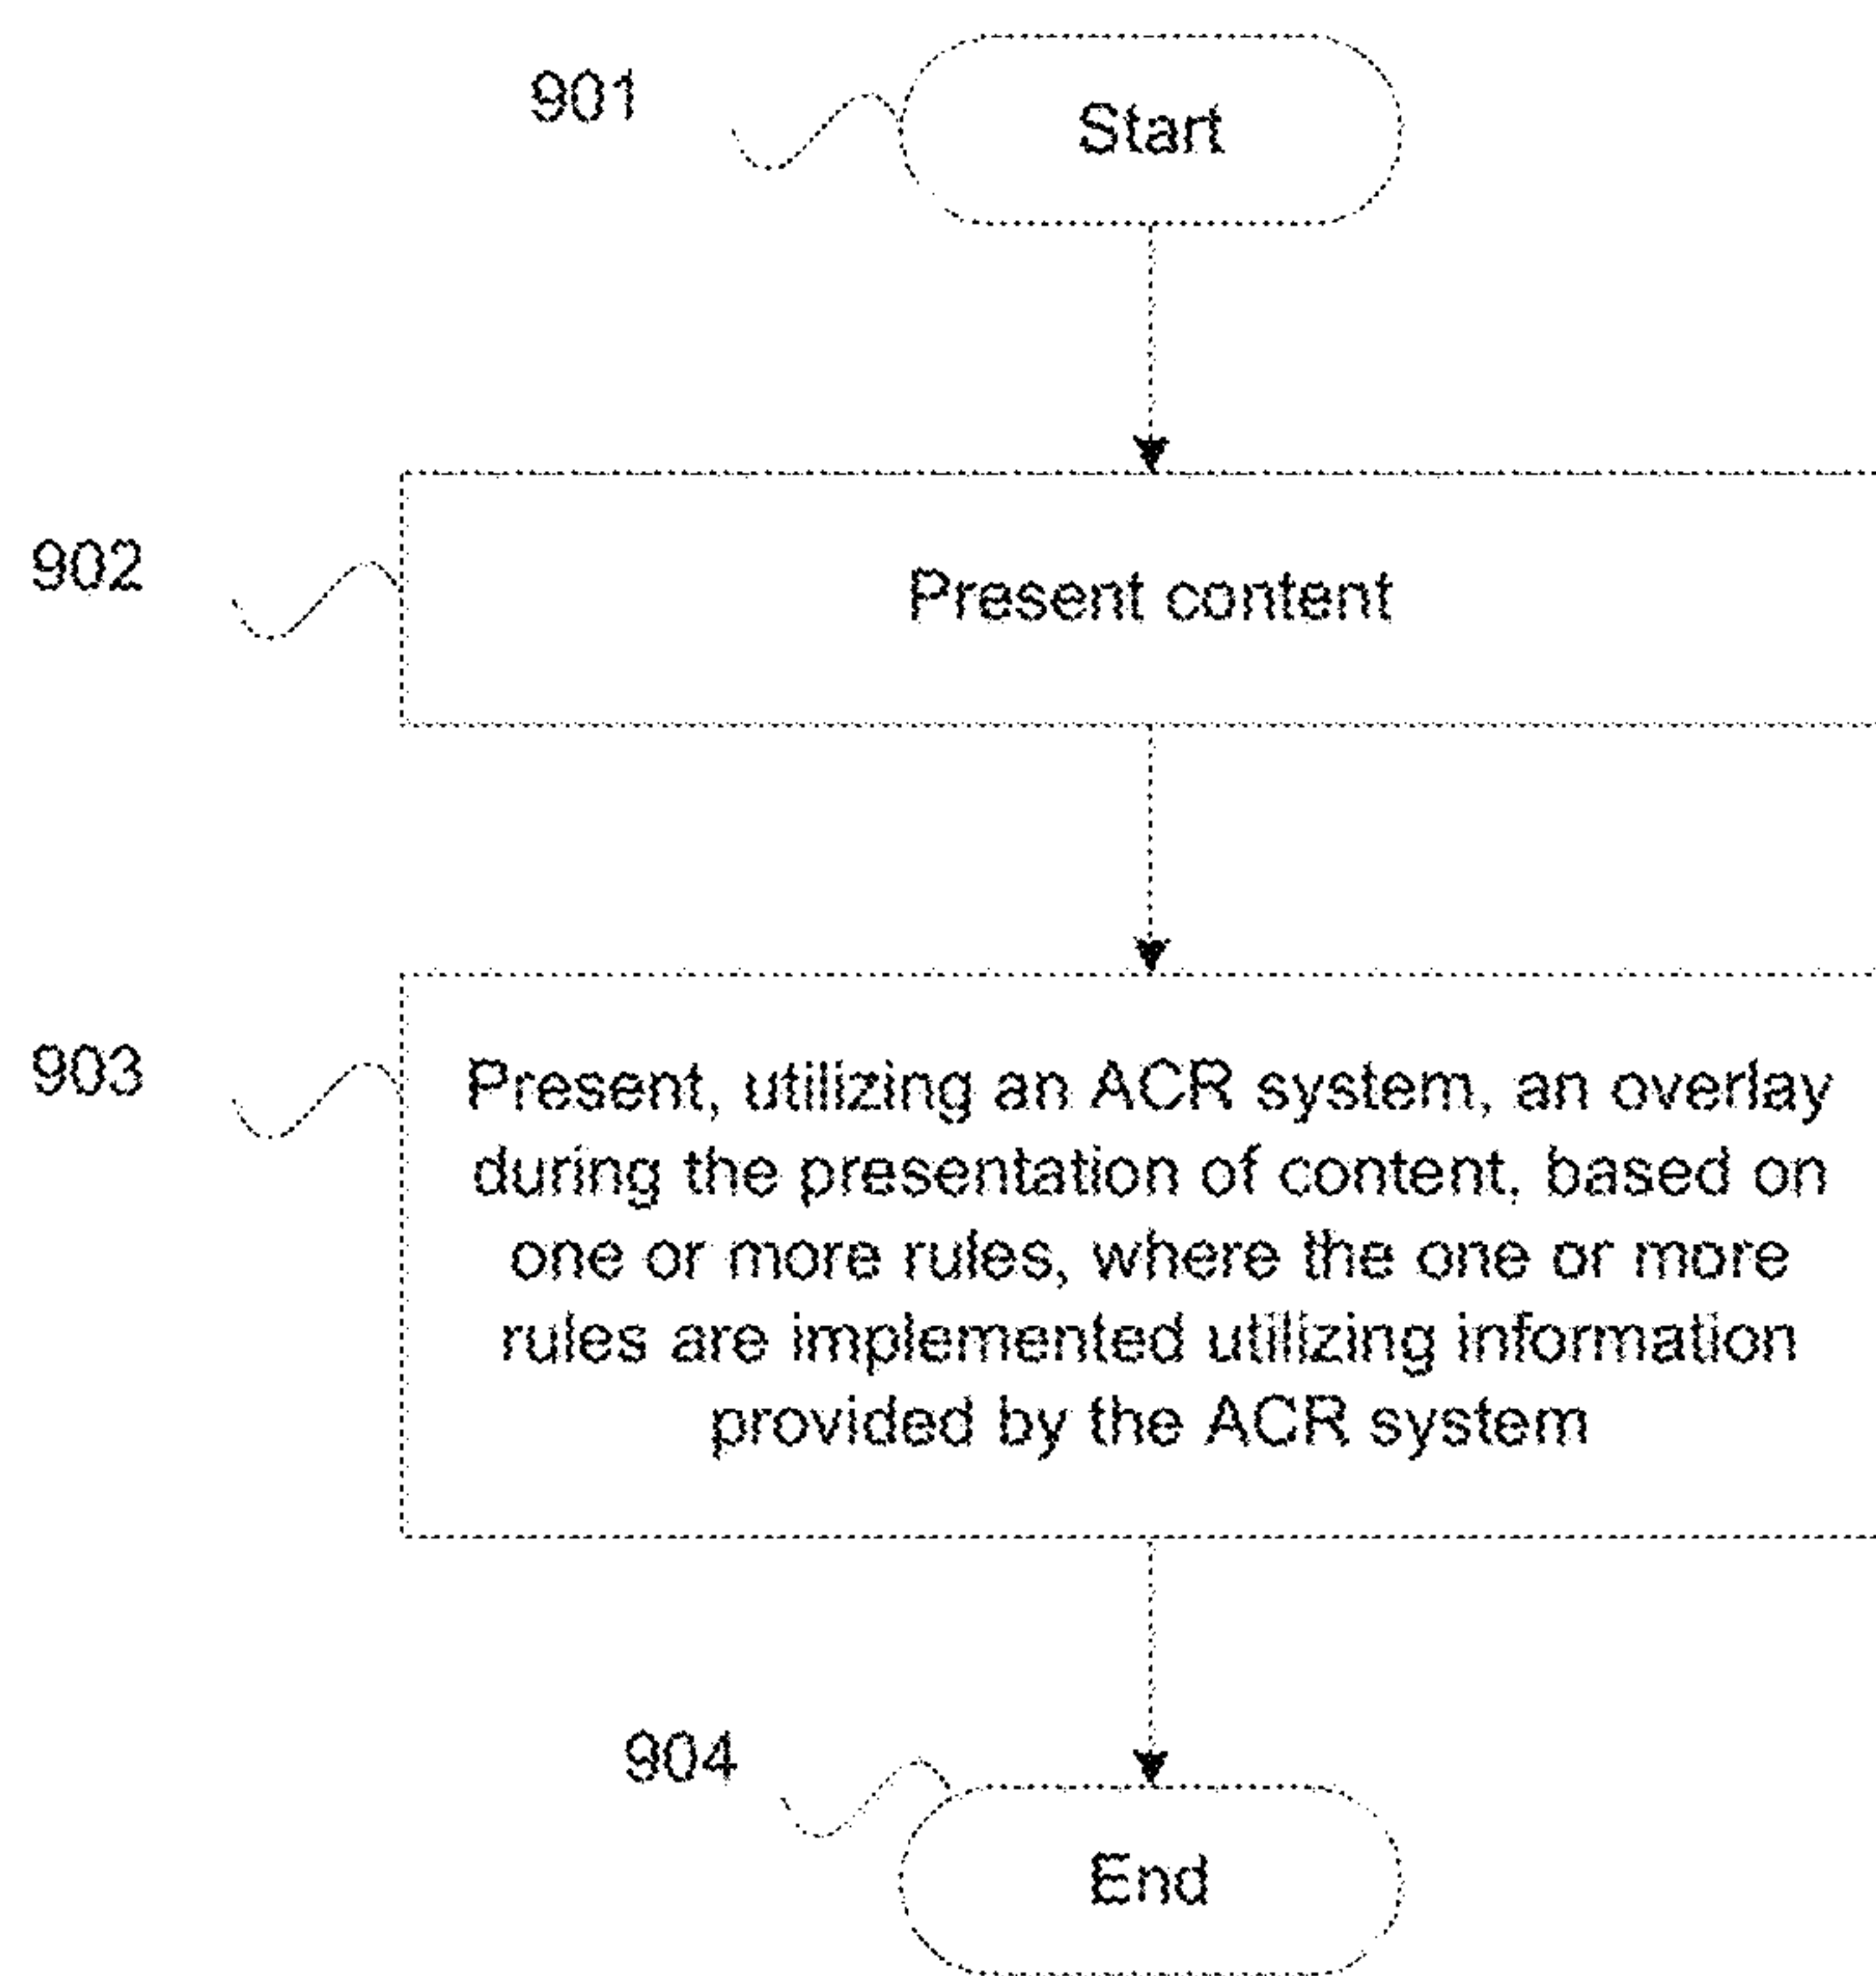 901
Start
902
Present content
903
Present, utilizing an ACR system, an overlay
during the presentation of content, based on
one or more rules, where the one or more
rules are implemented utilizing information
provided by the ACR system
904
End